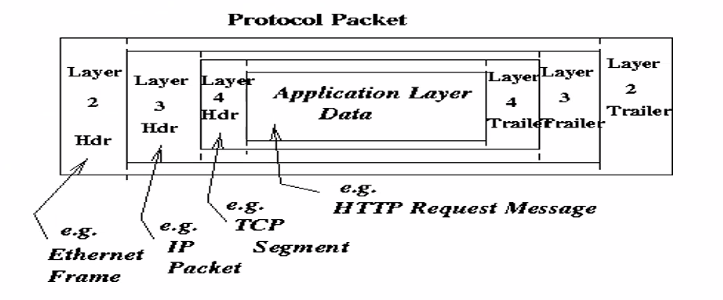 Protocol Packet
Layer
2
Hdr
Layer
3
Hdr
Layer
4
Hdr
Application Layer
Data
Layer
4
Trailer
Layer
3
Trailer
Layer
2
Trailer
e.g.
Ethernet
Frame
e.g.
IP
Packet
e.g.
TCP
Segment
e.g.
HTTP Request Message